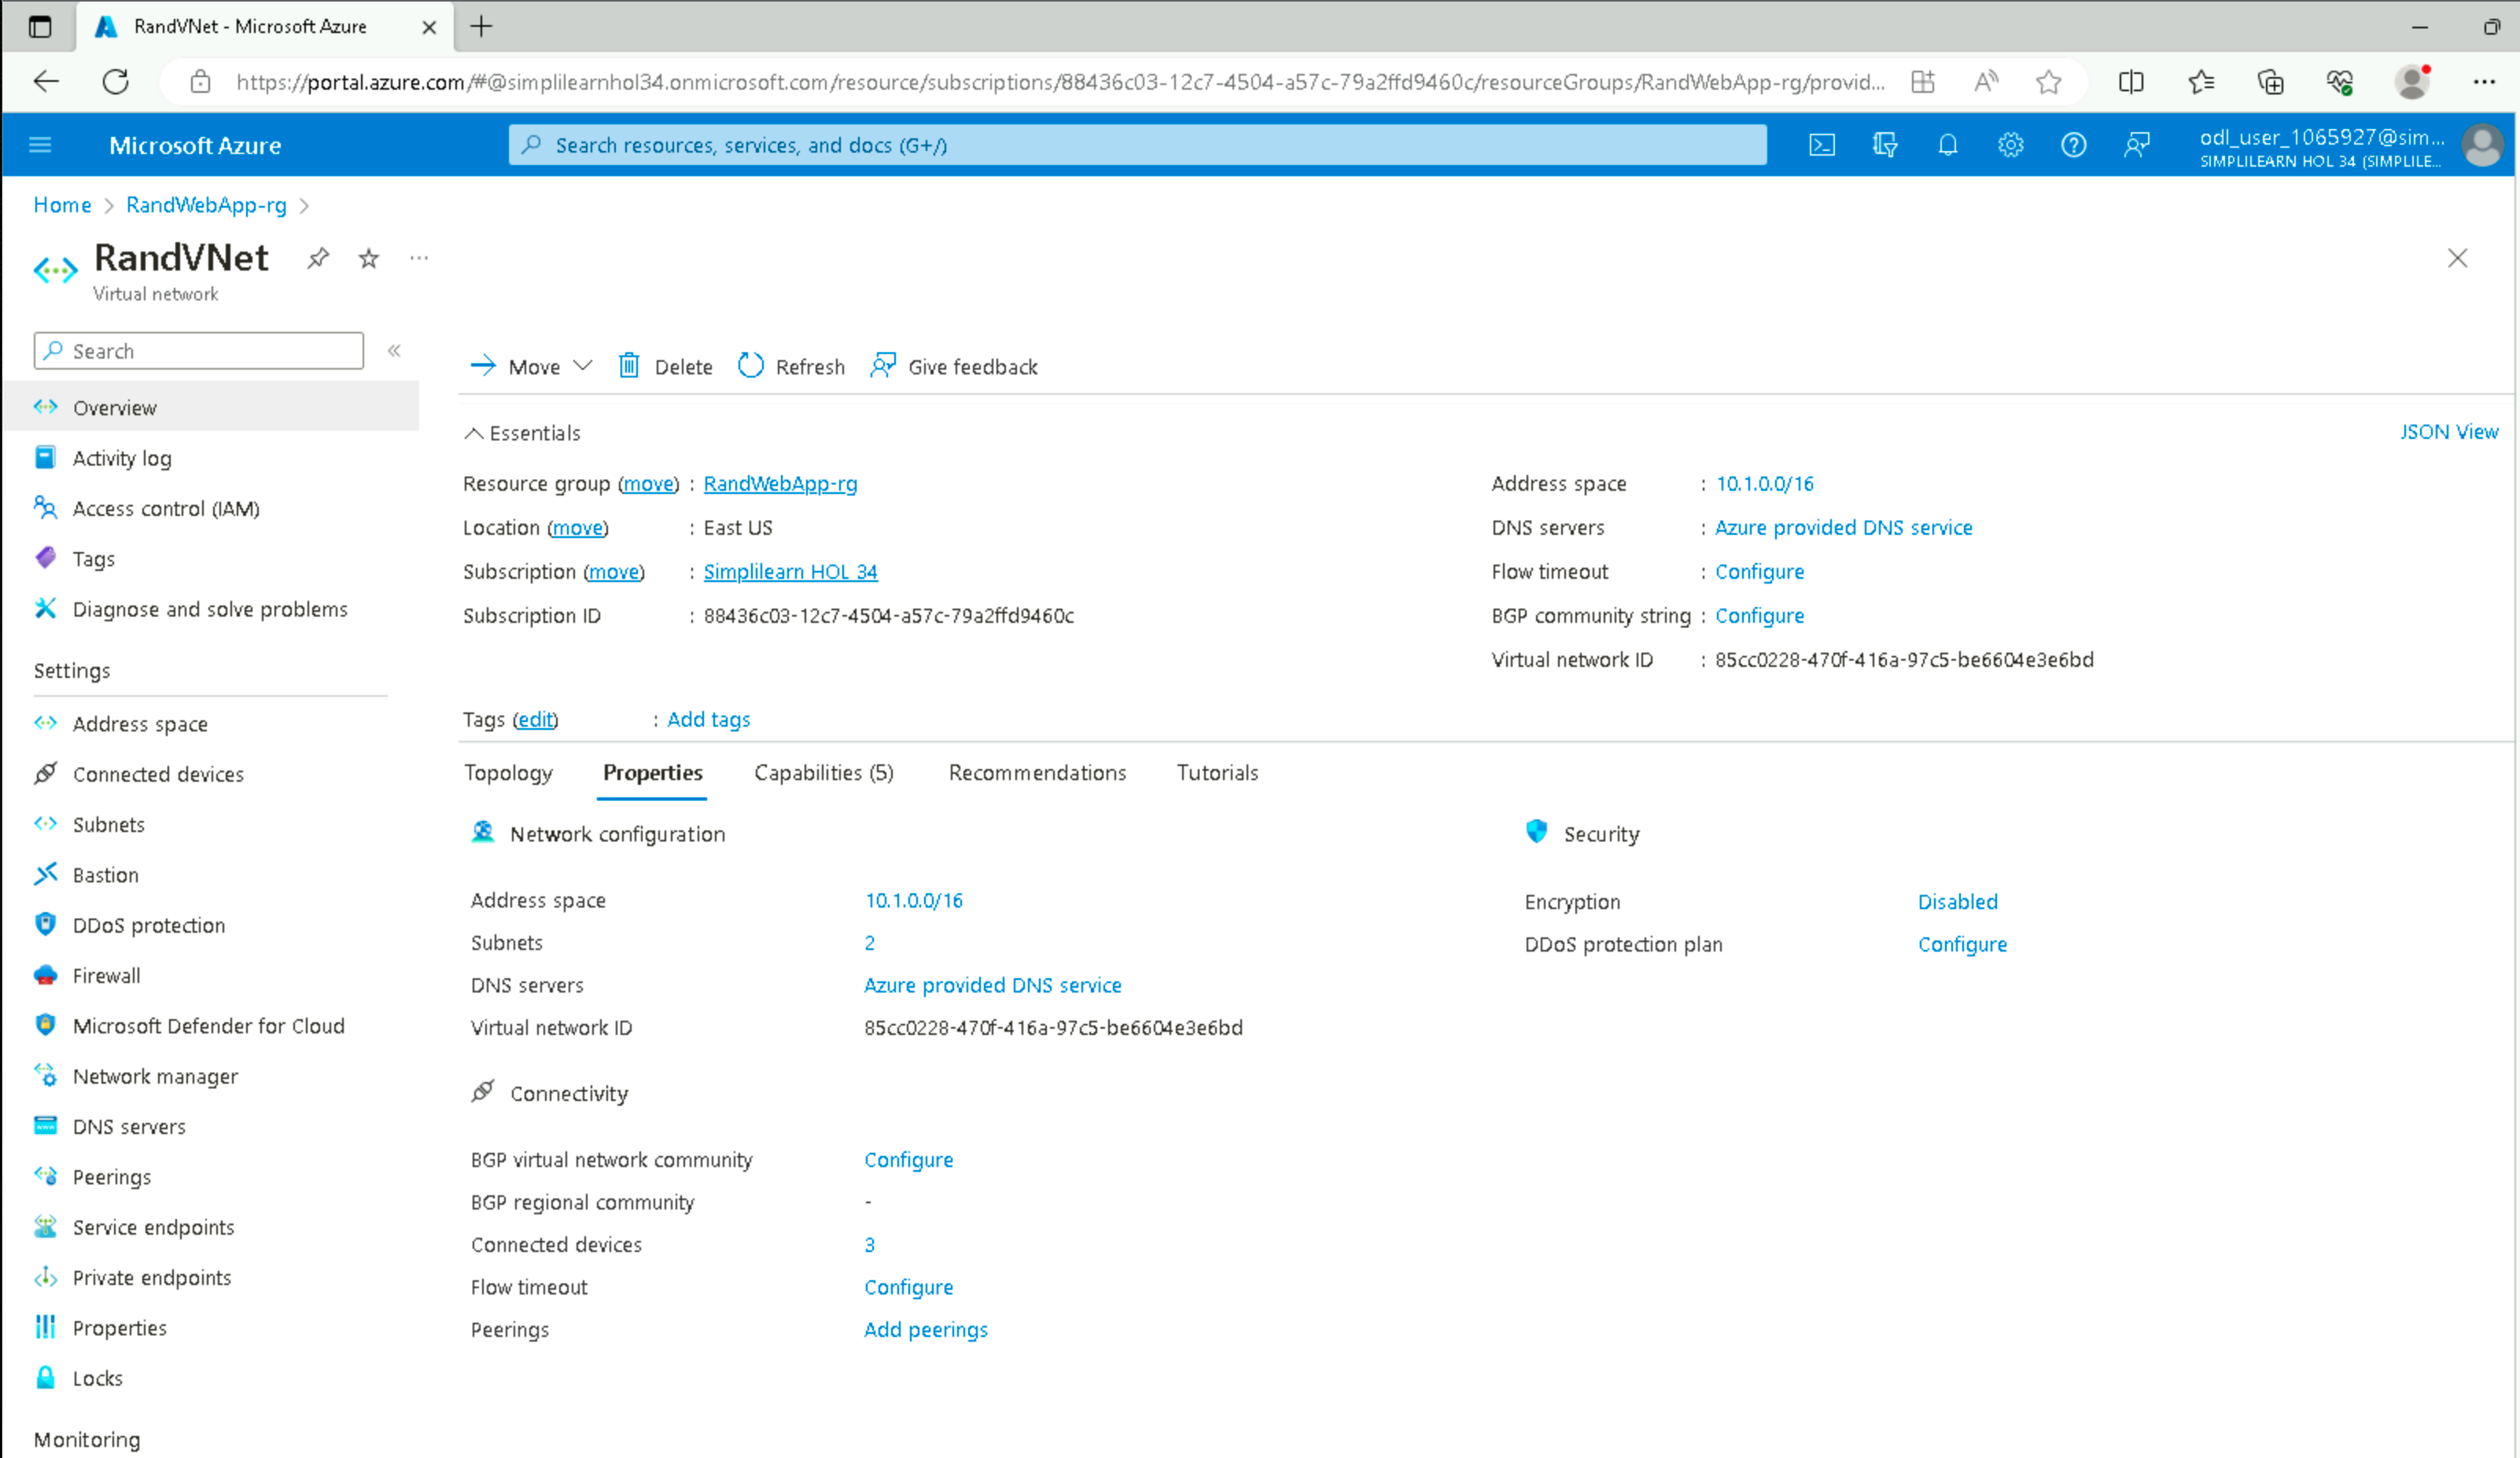 RandVNet - Microsoft Azure
https://portal.azure.com/#@simplilearnhol34.onmicrosoft.com/resource/subscriptions/88436c03-12c7-4504-a57c-79a2ffd9460c/resourceGroups/RandWebApp-rg/provid...
Microsoft Azure
Search resources, services, and docs (G+/)
odl_user_1065927@sim...
SIMPLILEARN HOL 34 (SIMPLILE...
Home > RandWebApp-rg >
RandVNet
Virtual network
Search
Move
Delete
Refresh
Give feedback
Overview
Activity log
Access control (IAM)
Tags
Diagnose and solve problems
Settings
Address space
Connected devices
Subnets
Bastion
DDoS protection
Firewall
Microsoft Defender for Cloud
Network manager
DNS servers
Peerings
Service endpoints
Private endpoints
Properties
Locks
Monitoring
Essentials
JSON View
Resource group (move) : RandWebApp-rg
Location (move) : East US
Subscription (move) : Simplilearn HOL 34
Subscription ID : 88436c03-12c7-4504-a57c-79a2ffd9460c
Address space : 10.1.0.0/16
DNS servers : Azure provided DNS service
Flow timeout : Configure
BGP community string : Configure
Virtual network ID : 85cc0228-470f-416a-97c5-be6604e3e6bd
Tags (edit) : Add tags
Topology Properties Capabilities (5) Recommendations Tutorials
Network configuration
Address space 10.1.0.0/16
Subnets 2
DNS servers Azure provided DNS service
Virtual network ID 85cc0228-470f-416a-97c5-be6604e3e6bd
Connectivity
BGP virtual network community Configure
BGP regional community -
Connected devices 3
Flow timeout Configure
Peerings Add peerings
Security
Encryption Disabled
DDoS protection plan Configure